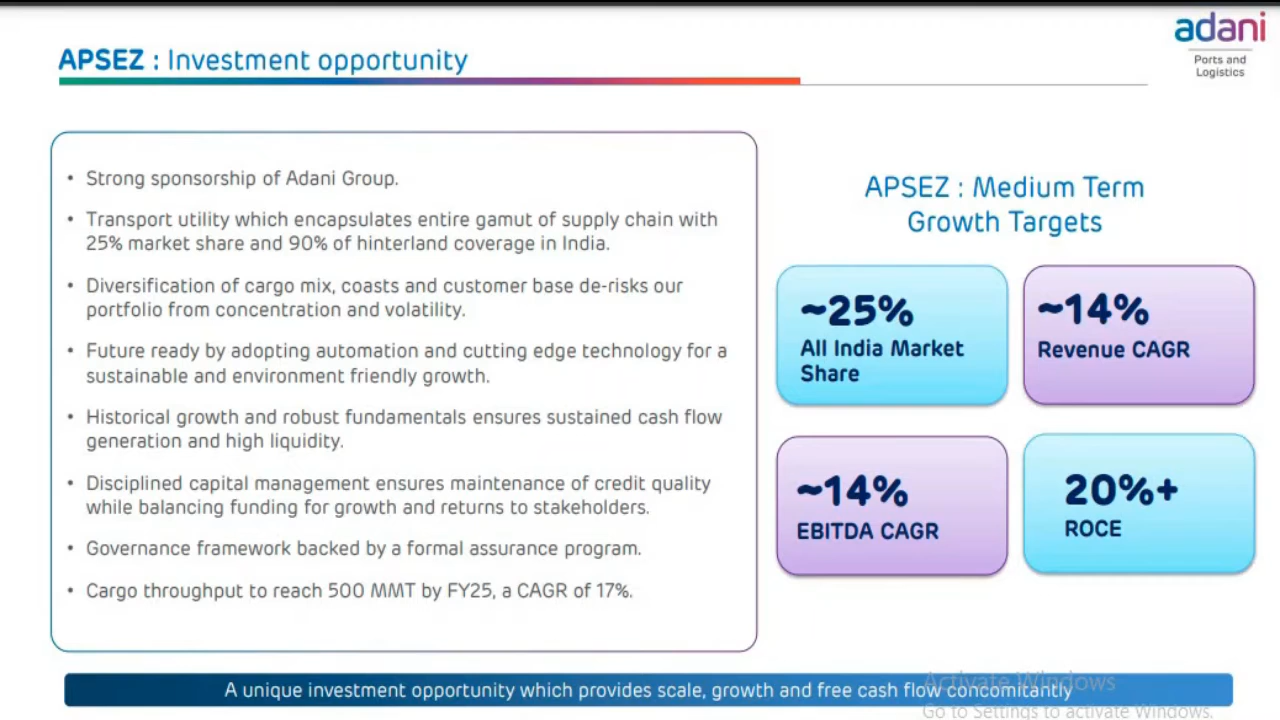 adani
Ports and
Logistics
APSEZ : Investment opportunity
• Strong sponsorship of Adani Group.
• Transport utility which encapsulates entire gamut of supply chain with
25% market share and 90% of hinterland coverage in India.
• Diversification of cargo mix, coasts and customer base de-risks our
portfolio from concentration and volatility.
• Future ready by adopting automation and cutting edge technology for a
sustainable and environment friendly growth.
• Historical growth and robust fundamentals ensures sustained cash flow
generation and high liquidity.
• Disciplined capital management ensures maintenance of credit quality
while balancing funding for growth and returns to stakeholders.
• Governance framework backed by a formal assurance program.
• Cargo throughput to reach 500 MMT by FY25, a CAGR of 17%.
APSEZ : Medium Term
Growth Targets
~25%
All India Market
Share
~14%
Revenue CAGR
~14%
EBITDA CAGR
20%+
ROCE
A unique investment opportunity which provides scale, growth and free cash flow concomitantly
Activate Windows
Go to Settings to activate Windows.